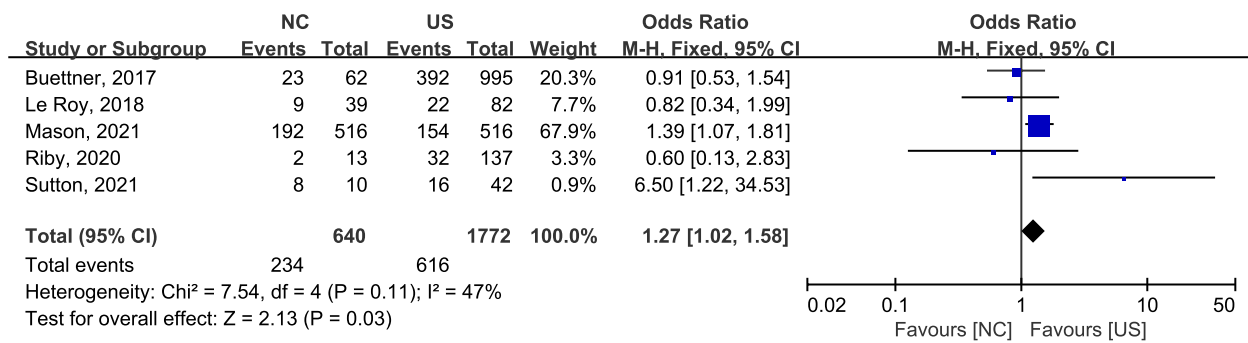 NC US Odds Ratio Odds Ratio
Study or Subgroup Events Total Events Total Weight M-H, Fixed, 95% CI M-H, Fixed, 95% CI
Buettner, 2017 23 62 392 995 20.3% 0.91 [0.53, 1.54]
Le Roy, 2018 9 39 22 82 7.7% 0.82 [0.34, 1.99]
Mason, 2021 192 516 154 516 67.9% 1.39 [1.07, 1.81]
Riby, 2020 2 13 32 137 3.3% 0.60 [0.13, 2.83]
Sutton, 2021 8 10 16 42 0.9% 6.50 [1.22, 34.53]
Total (95% CI) 640 1772 100.0% 1.27 [1.02, 1.58]
Total events 234 616
Heterogeneity: Chi² = 7.54, df = 4 (P = 0.11); I² = 47%
Test for overall effect: Z = 2.13 (P = 0.03)
0.02 0.1 1 10 50
Favours [NC] Favours [US]